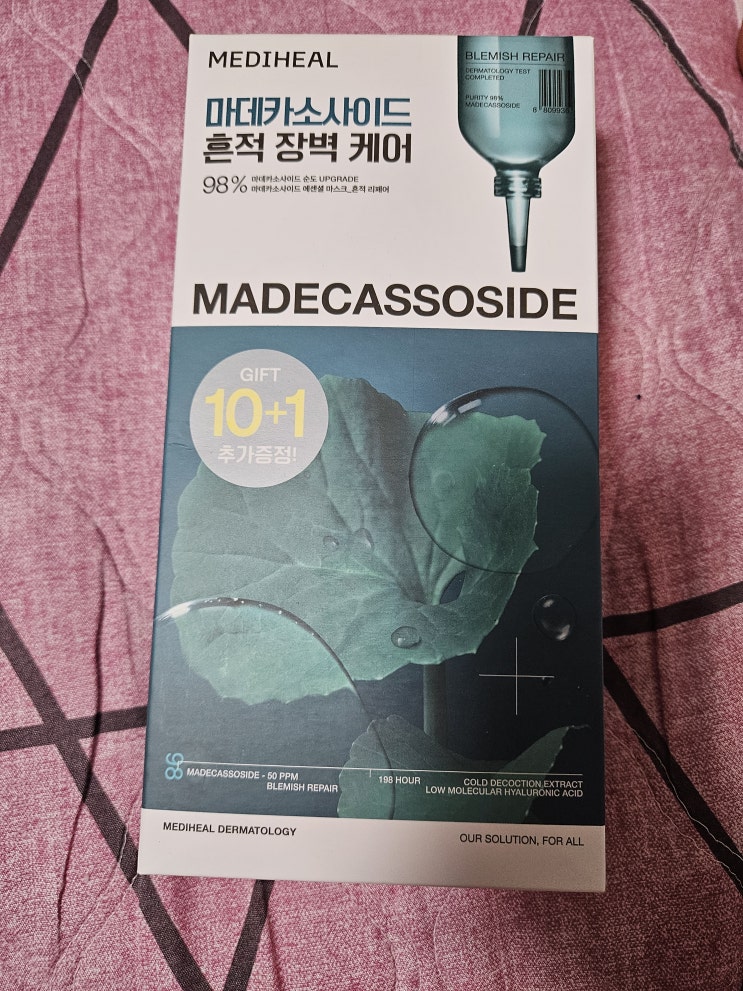 MEDIHEAL
마데카소사이드
흔적 장벽 케어
98% 마데카소사이드 순도 UPGRADE
마데카소사이드 에센셜 마스크_흔적 리페어
BLEMISH REPAIR
DERMATOLOGY TEST
COMPLETED
PURITY 98%
MADECASSOSIDE
8 809936
MADECASSOSIDE
GIFT
10+1
추가증정!
MADECASSOSIDE - 50 PPM
BLEMISH REPAIR
198 HOUR
COLD DECOCTION EXTRACT
LOW MOLECULAR HYALURONIC ACID
MEDIHEAL DERMATOLOGY
OUR SOLUTION, FOR ALL